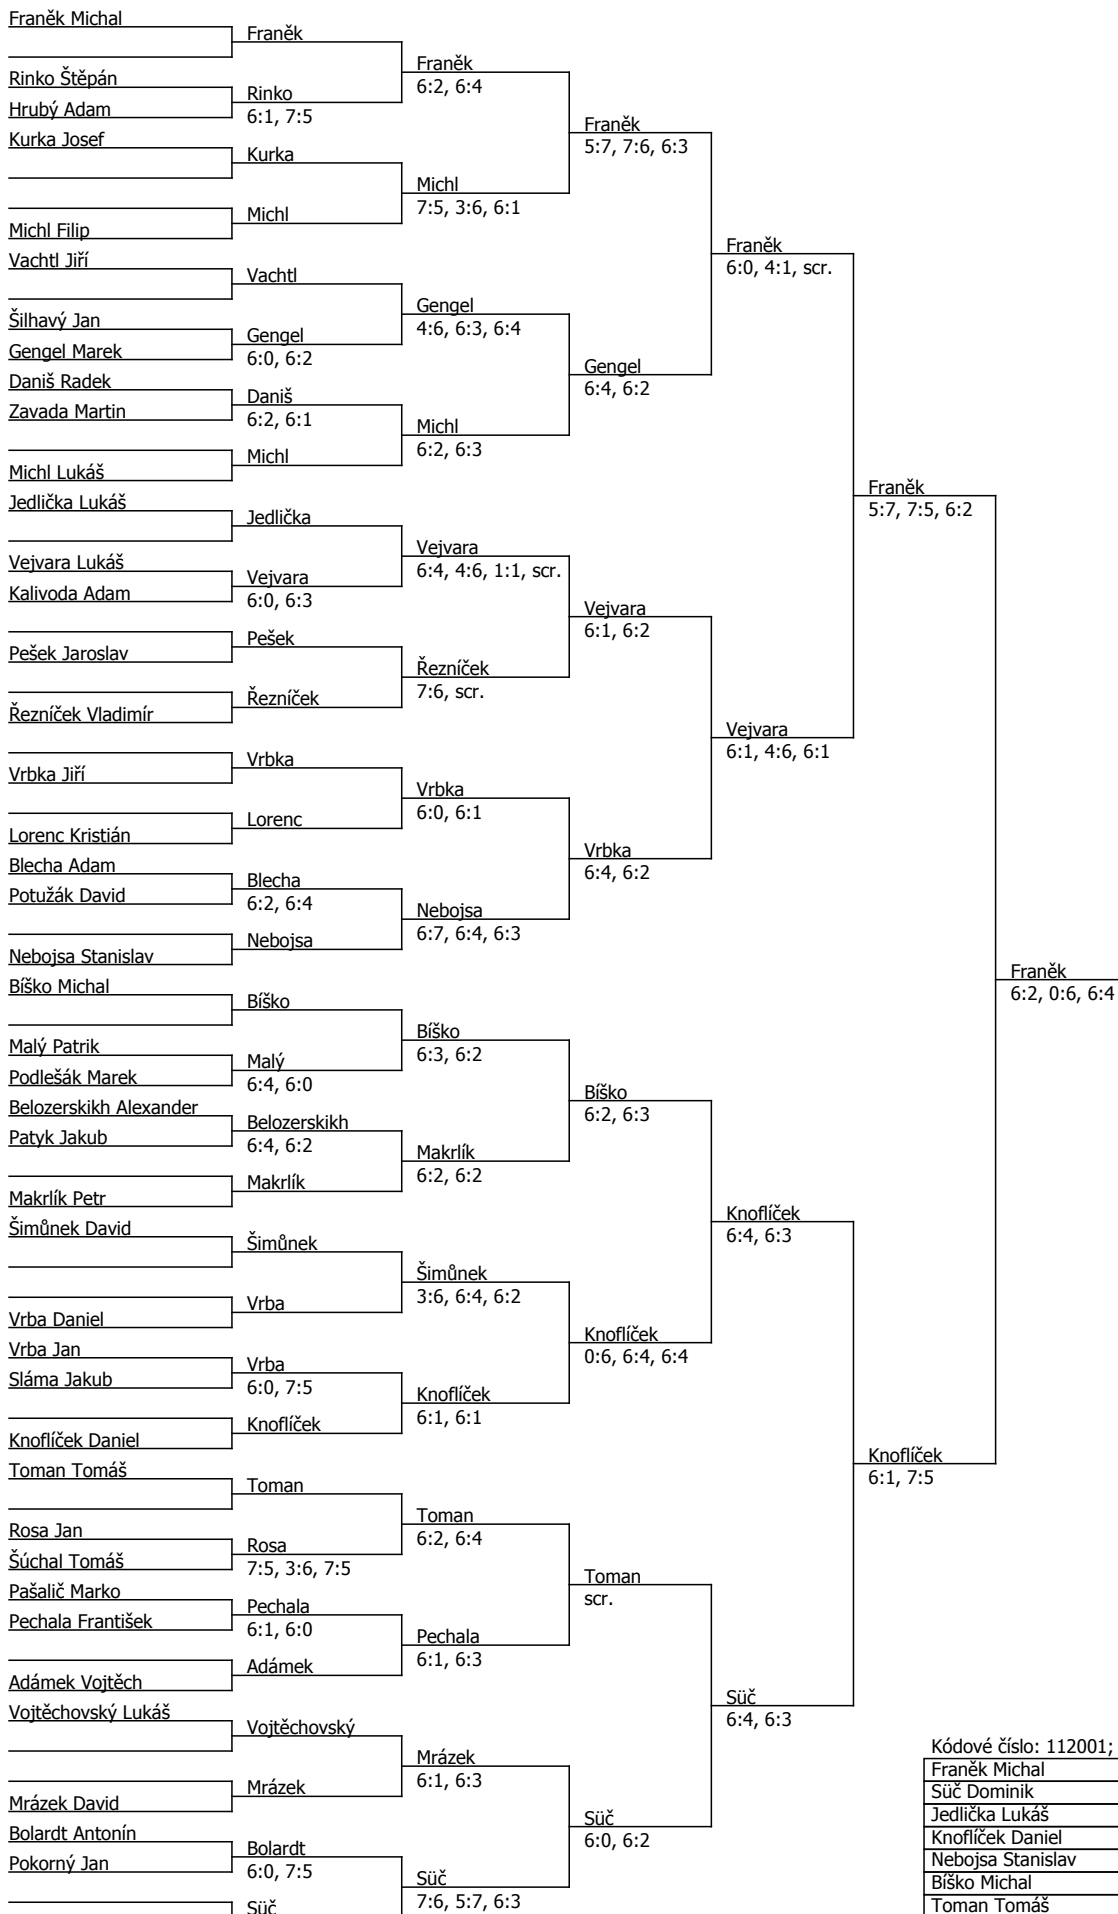 Franěk Michal
Rinko Štěpán
Hrubý Adam
Kurka Josef
Michl Filip
Vachtl Jiří
Šilhavý Jan
Gengel Marek
Daniš Radek
Zavada Martin
Michl Lukáš
Jedlička Lukáš
Vejvara Lukáš
Kalivoda Adam
Pešek Jaroslav
Řezníček Vladimír
Vrbka Jiří
Lorenc Kristián
Blecha Adam
Potužák David
Nebojsa Stanislav
Bíško Michal
Malý Patrik
Podlešák Marek
Belozerskikh Alexander
Patyk Jakub
Makrlík Petr
Šimůnek David
Vrba Daniel
Vrba Jan
Sláma Jakub
Knoflíček Daniel
Toman Tomáš
Rosa Jan
Šúchal Tomáš
Pašalič Marko
Pechala František
Adámek Vojtěch
Vojtěchovský Lukáš
Mrázek David
Bolardt Antonín
Pokorný Jan
Franěk
Rinko
6:1, 7:5
Kurka
Michl
Vachtl
Gengel
6:0, 6:2
Daniš
6:2, 6:1
Michl
Jedlička
Vejvara
6:0, 6:3
Pešek
Řezníček
Vrbka
Lorenc
Blecha
6:2, 6:4
Nebojsa
Bíško
Malý
6:4, 6:0
Belozerskikh
6:4, 6:2
Makrlík
Šimůnek
Vrba
Vrba
6:0, 7:5
Knoflíček
Toman
Rosa
7:5, 3:6, 7:5
Pechala
6:1, 6:0
Adámek
Vojtěchovský
Mrázek
Bolardt
6:0, 7:5
Süč
Franěk
6:2, 6:4
Michl
7:5, 3:6, 6:1
Gengel
4:6, 6:3, 6:4
Michl
6:2, 6:3
Vejvara
6:4, 4:6, 1:1, scr.
Řezníček
7:6, scr.
Vrbka
6:0, 6:1
Nebojsa
6:7, 6:4, 6:3
Bíško
6:3, 6:2
Makrlík
6:2, 6:2
Šimůnek
3:6, 6:4, 6:2
Knoflíček
6:1, 6:1
Toman
6:2, 6:4
Pechala
6:1, 6:3
Mrázek
6:1, 6:3
Süč
7:6, 5:7, 6:3
Franěk
5:7, 7:6, 6:3
Gengel
6:4, 6:2
Vejvara
6:1, 6:2
Vrbka
6:4, 6:2
Bíško
6:2, 6:3
Knoflíček
0:6, 6:4, 6:4
Toman
scr.
Süč
6:0, 6:2
Franěk
6:0, 4:1, scr.
Vejvara
6:1, 4:6, 6:1
Knoflíček
6:4, 6:3
Süč
6:4, 6:3
Franěk
5:7, 7:5, 6:2
Knoflíček
6:1, 7:5
Franěk
6:2, 0:6, 6:4
Kódové číslo: 112001;
Franěk Michal
Süč Dominik
Jedlička Lukáš
Knoflíček Daniel
Nebojsa Stanislav
Bíško Michal
Toman Tomáš